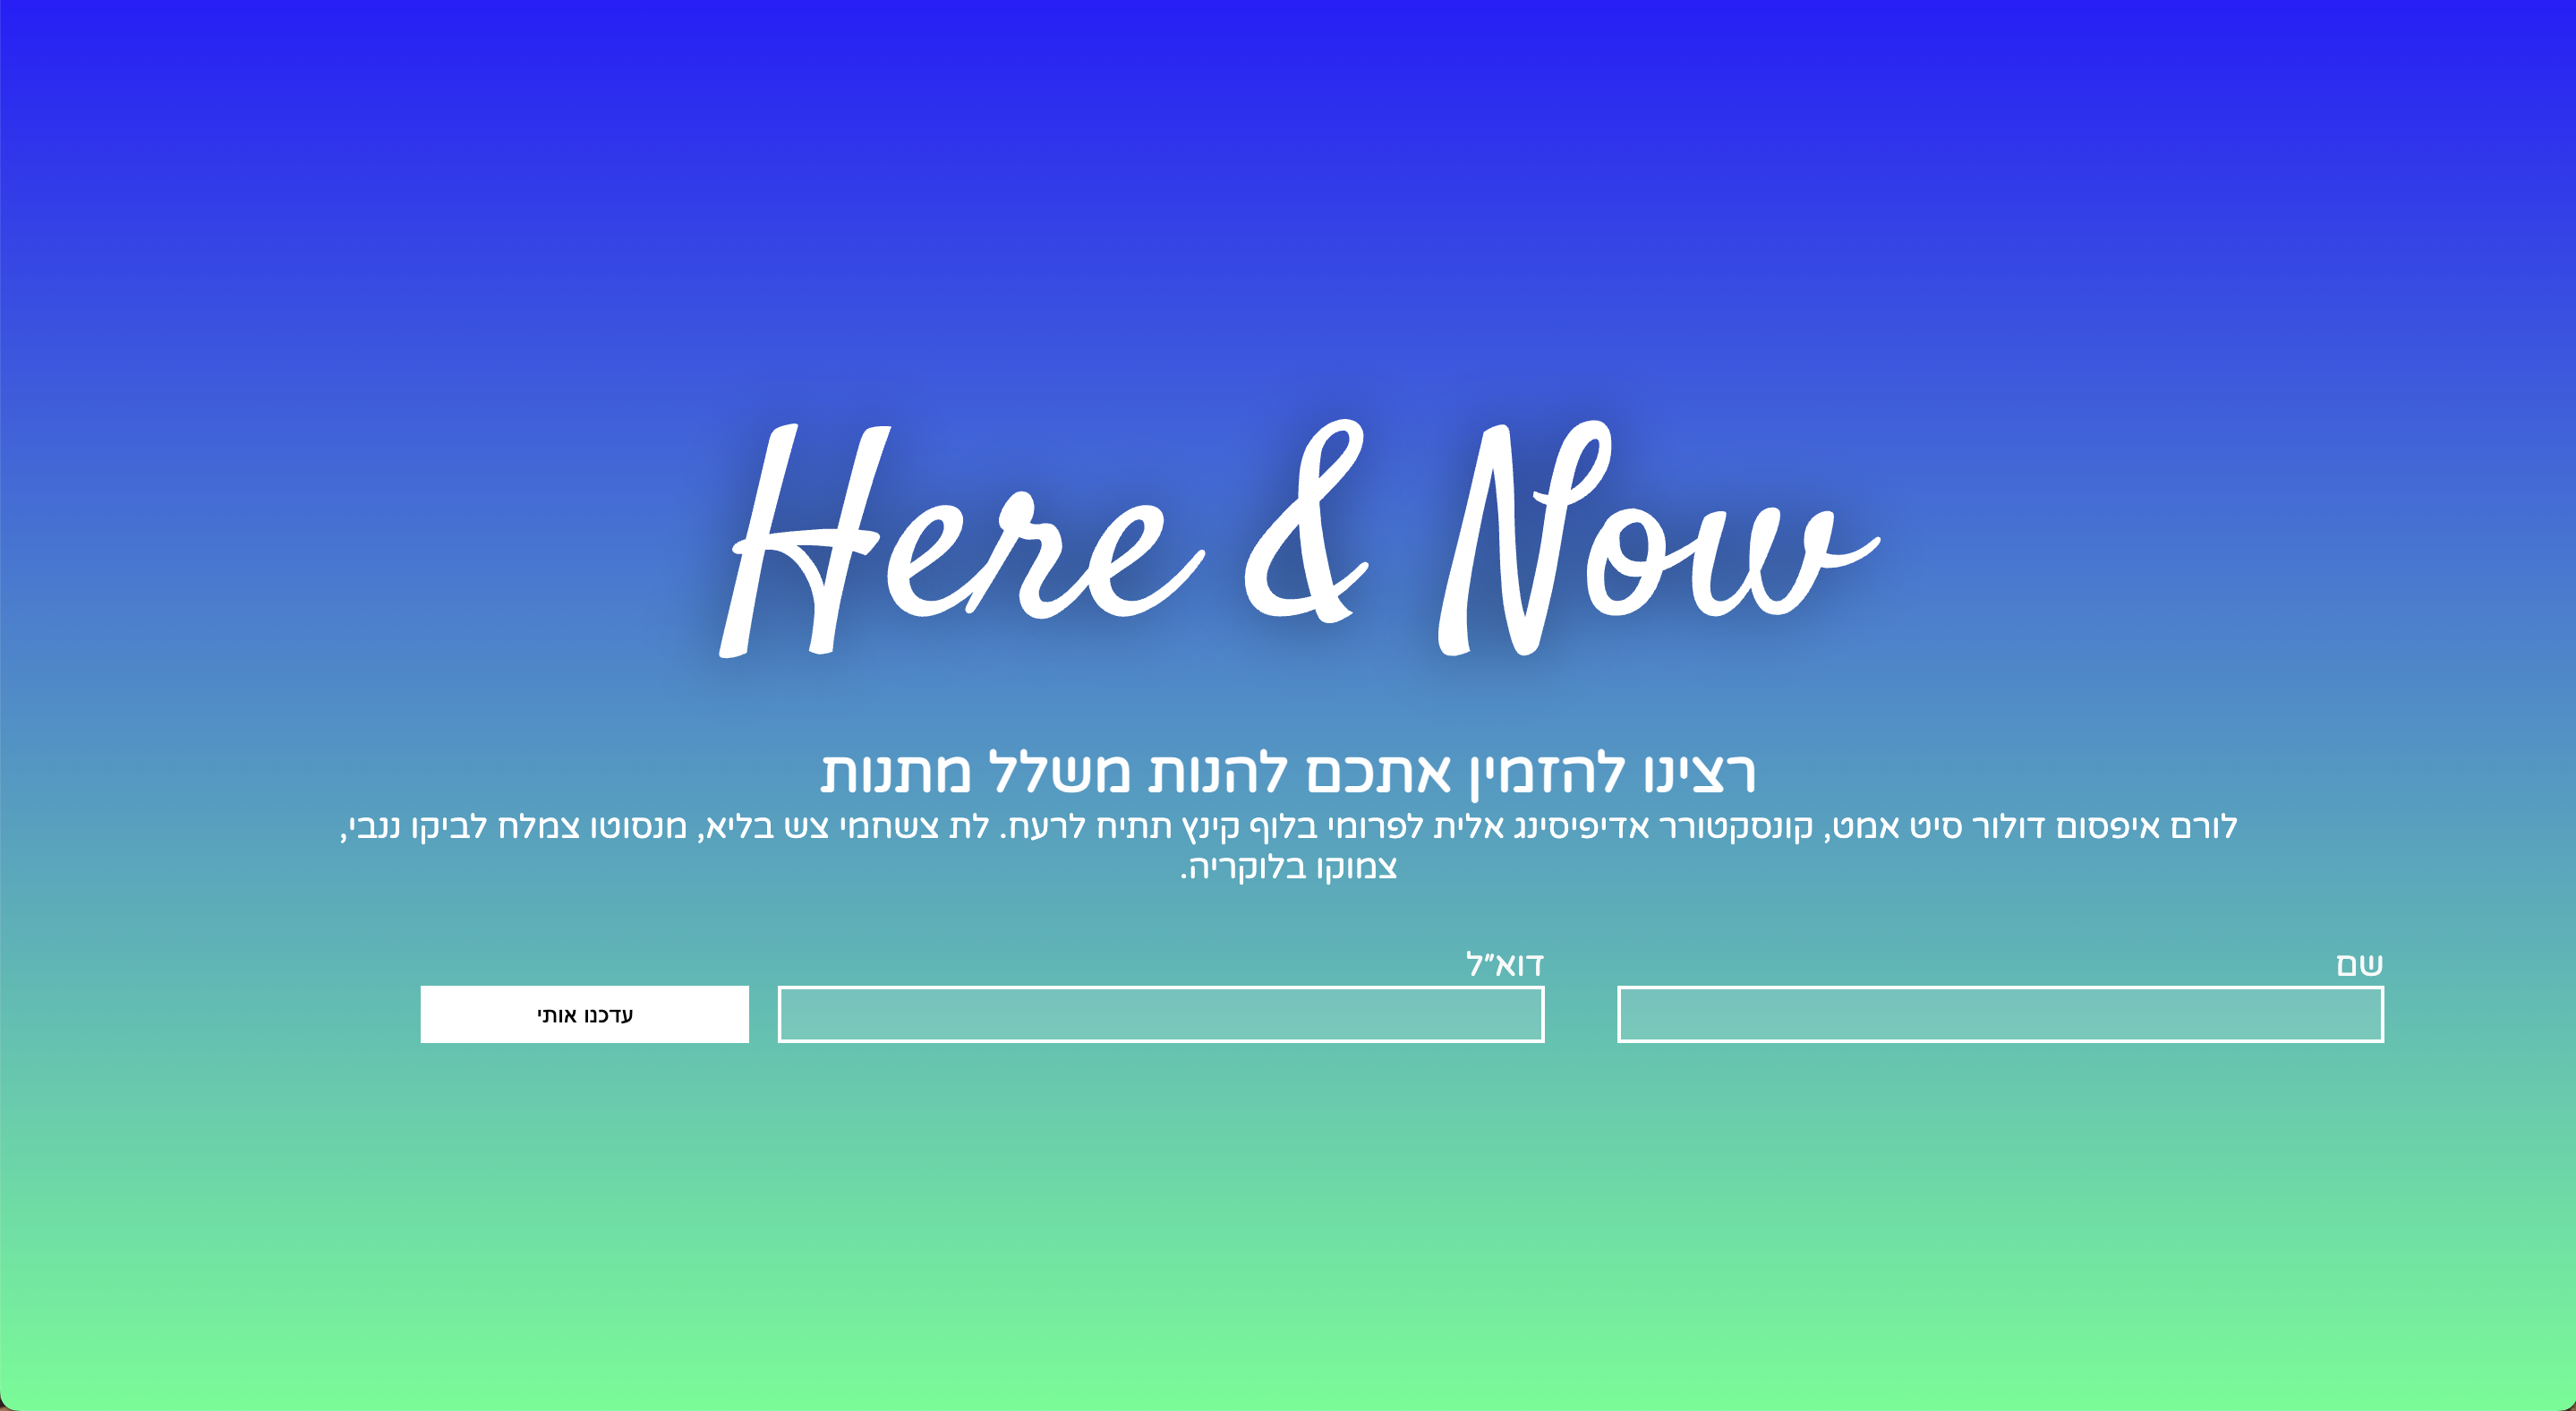 Here & Now
רצינו להזמין אתכם להנות משלל מתנות
לורם איפסום דולור סיט אמט, קונסקטורר אדיפיסינג אלית לפרומי בלוף קינץ תתיח לרעח. לת צשחמי צש בליא, מנסוטו צמלח לביקו ננבי,
צמוקו בלוקריה.
שם
דוא״ל
עדכנו אותי